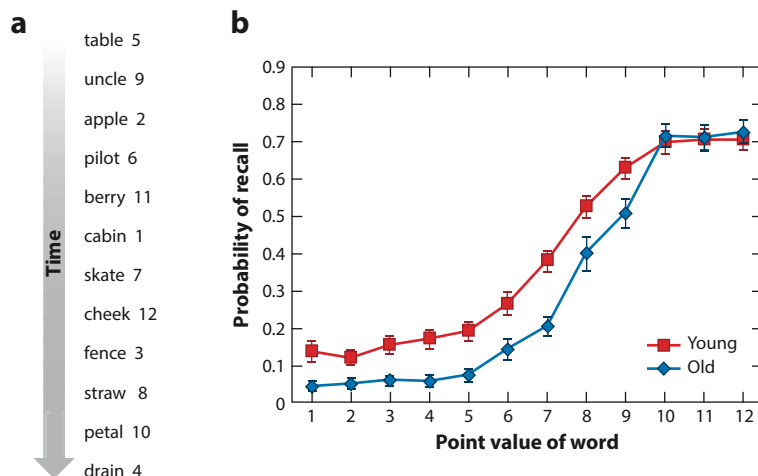 a
table 5
uncle 9
apple 2
pilot 6
berry 11
cabin 1
skate 7
cheek 12
fence 3
straw 8
petal 10
drain 4
Time
b
0.9
0.8
0.7
0.6
0.5
0.4
0.3
0.2
0.1
0
Probability of recall
Young
Old
1 2 3 4 5 6 7 8 9 10 11 12
Point value of word